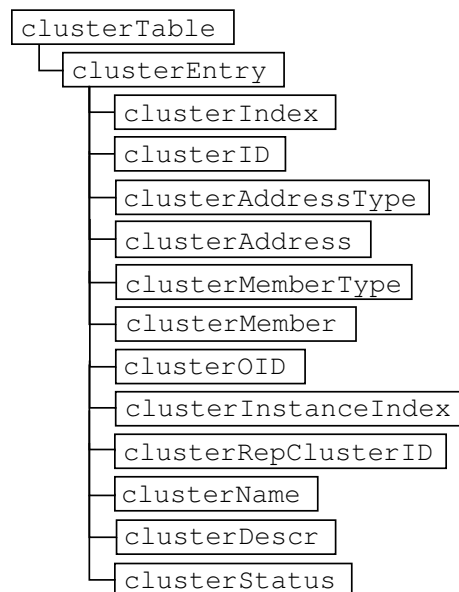 clusterTable
clusterEntry
clusterIndex
clusterID
clusterAddressType
clusterAddress
clusterMemberType
clusterMember
clusterOID
clusterInstanceIndex
clusterRepClusterID
clusterName
clusterDescr
clusterStatus